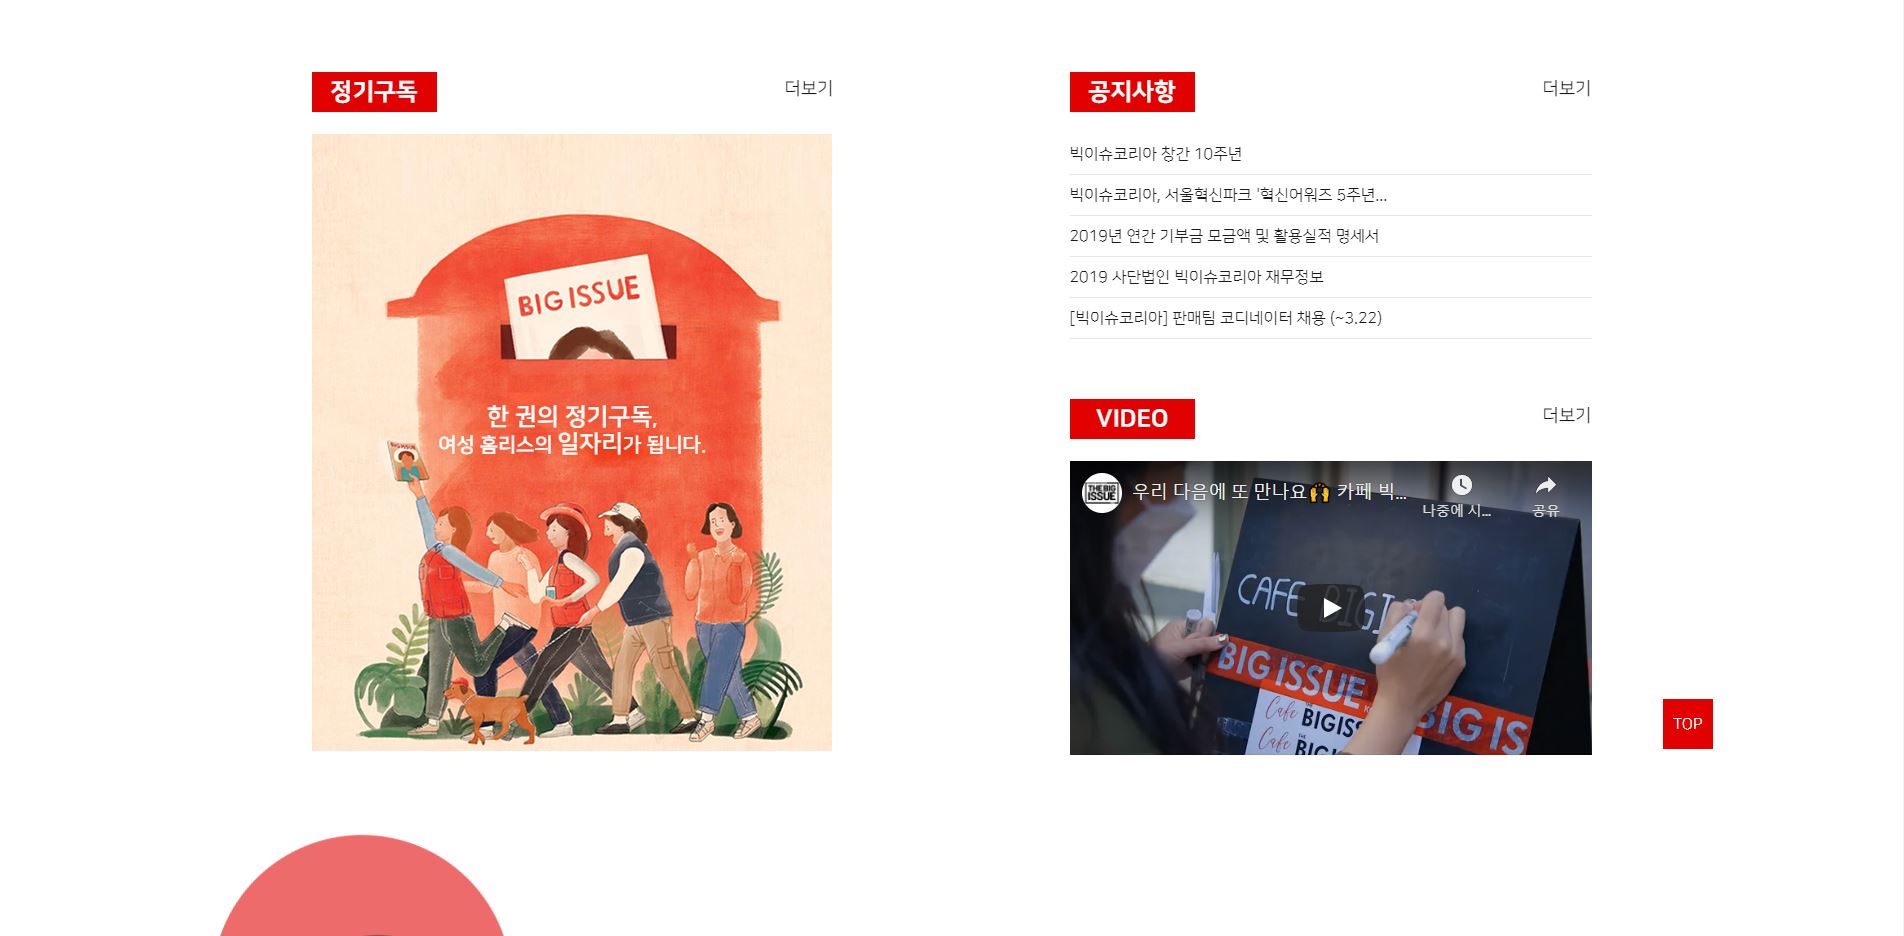 정기구독
더보기
BIG ISSUE
한 권의 정기구독,
여성 홈리스의 일자리가 됩니다.
BIG ISSUE
공지사항
더보기
빅이슈코리아 창간 10주년
빅이슈코리아, 서울혁신파크 '혁신어워즈 5주년...
2019년 연간 기부금 모금액 및 활용실적 명세서
2019 사단법인 빅이슈코리아 재무정보
[빅이슈코리아] 판매팀 코디네이터 채용 (~3.22)
VIDEO
더보기
THE BIG
ISSUE
우리 다음에 또 만나요🙌 카페 빅...
나중에 시...
공유
CAFE BIGI
BIG ISSUE
BIG IS
Cafe THE BIGISS
Cafe THE BIGI
TOP